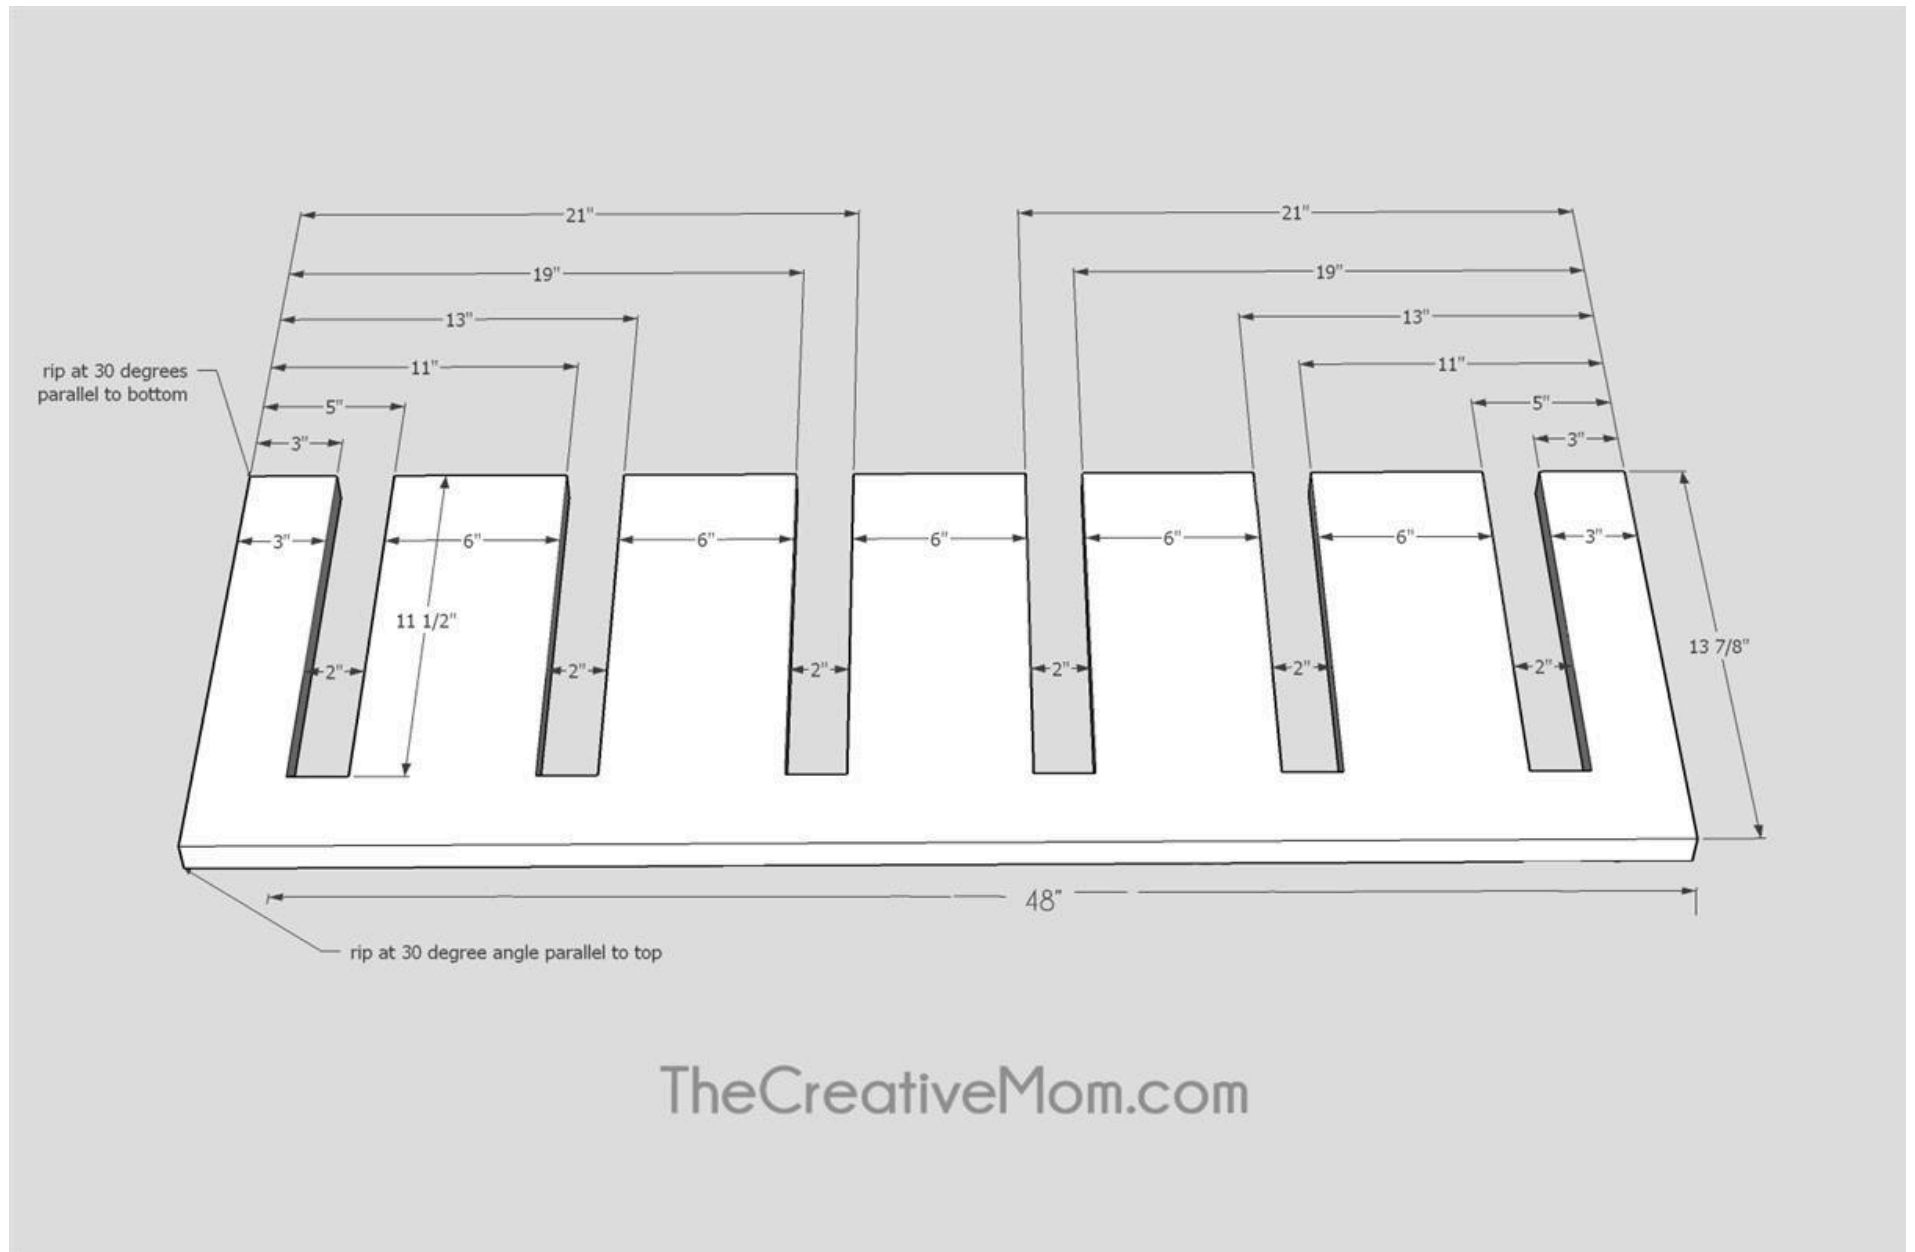 21" 21"
19" 19"
13" 13"
11" 11"
rip at 30 degrees
parallel to bottom
5" 5"
3" 3"
3" 6" 6" 6" 6" 6" 3"
11 1/2"
13 7/8"
2" 2" 2" 2" 2" 2"
48"
rip at 30 degree angle parallel to top
TheCreativeMom.com